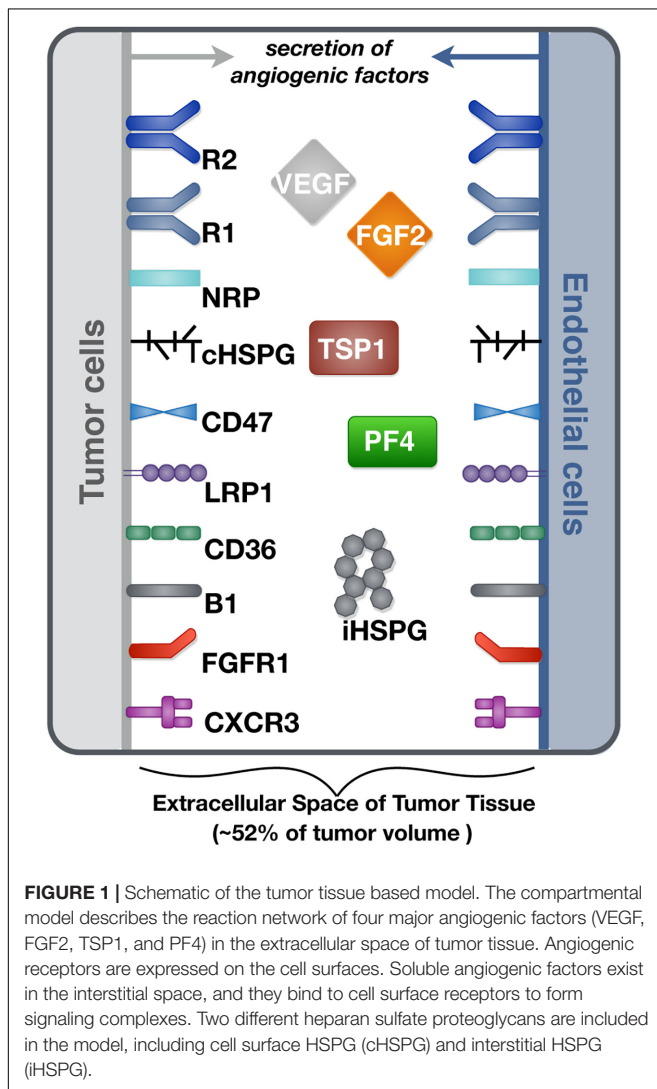 secretion of
angiogenic factors
Tumor cells
Endothelial cells
R2
VEGF
R1
FGF2
NRP
cHSPG
TSP1
CD47
PF4
LRP1
CD36
B1
iHSPG
FGFR1
CXCR3
Extracellular Space of Tumor Tissue
(~52% of tumor volume )
FIGURE 1 | Schematic of the tumor tissue based model. The compartmental
model describes the reaction network of four major angiogenic factors (VEGF,
FGF2, TSP1, and PF4) in the extracellular space of tumor tissue. Angiogenic
receptors are expressed on the cell surfaces. Soluble angiogenic factors exist
in the interstitial space, and they bind to cell surface receptors to form
signaling complexes. Two different heparan sulfate proteoglycans are included
in the model, including cell surface HSPG (cHSPG) and interstitial HSPG
(iHSPG).